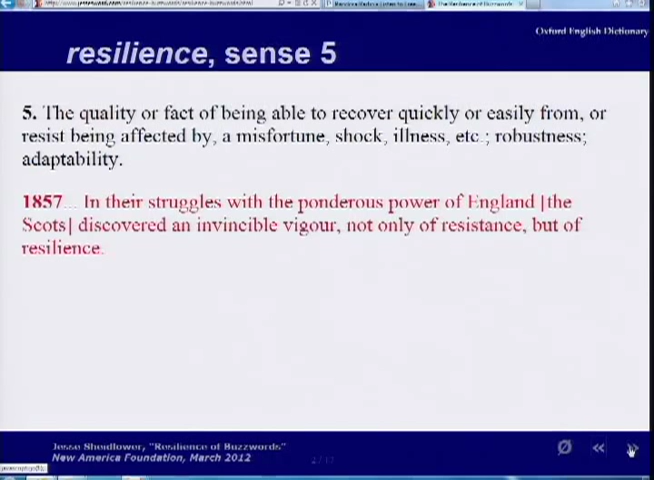 Oxford English Dictionary
resilience, sense 5
5. The quality or fact of being able to recover quickly or easily from, or
resist being affected by, a misfortune, shock, illness, etc.; robustness;
adaptability.
1857... In their struggles with the ponderous power of England [the
Scots] discovered an invincible vigour, not only of resistance, but of
resilience.
Jesse Sheidlower, "Resilience of Buzzwords"
New America Foundation, March 2012